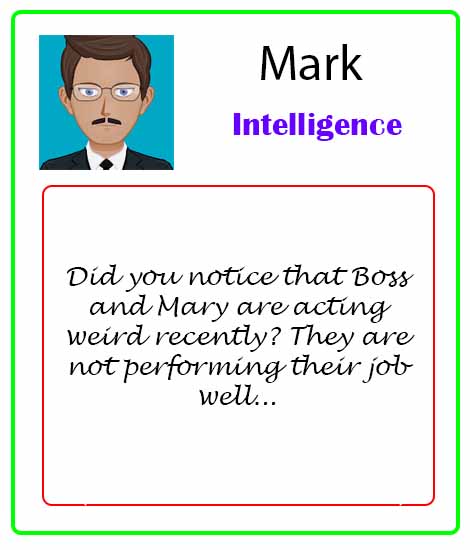 Mark
Intelligence
Did you notice that Boss
and Mary are acting
weird recently? They are
not performing their job
well...